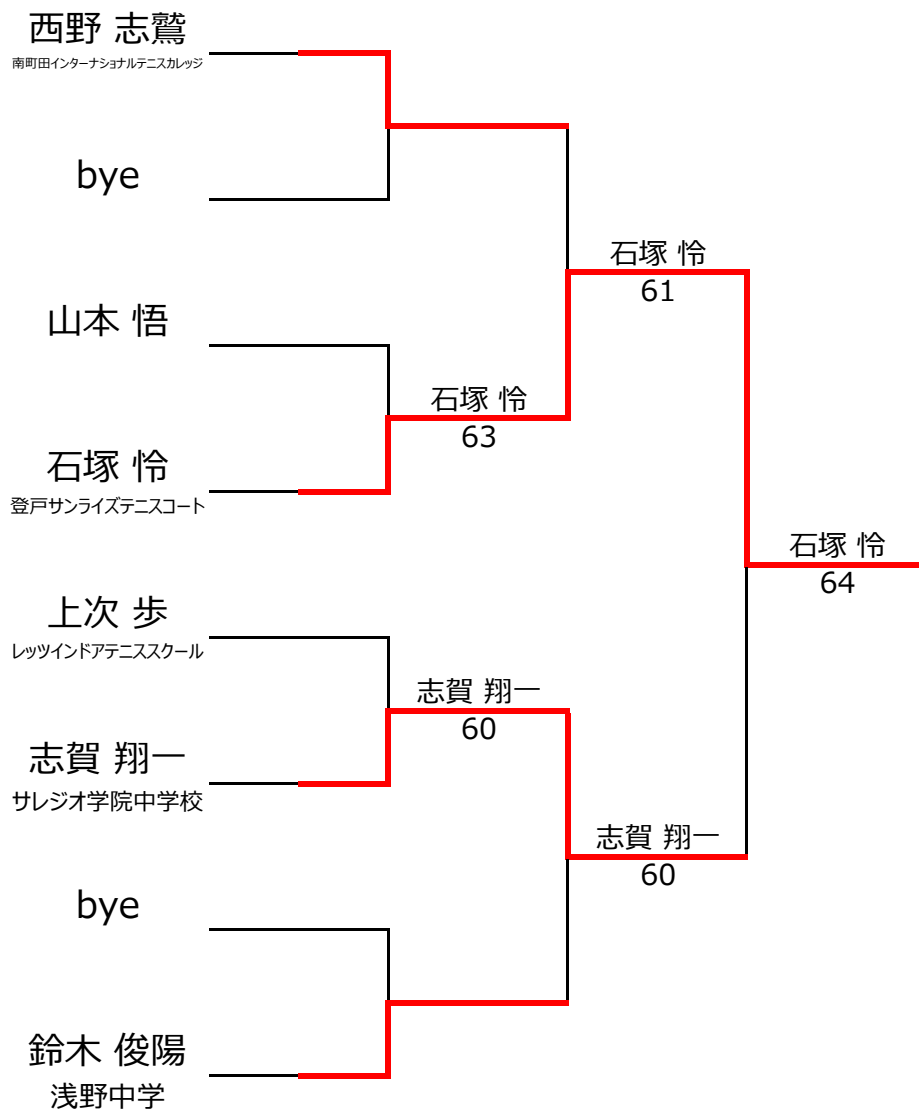 西野 志鷲
南町田インターナショナルテニスカレッジ
bye
山本 悟
石塚 怜
登戸サンライズテニスコート
上次 歩
レッツインドアテニススクール
志賀 翔一
サレジオ学院中学校
bye
鈴木 俊陽
浅野中学
石塚 怜
63
志賀 翔一
60
石塚 怜
61
志賀 翔一
60
石塚 怜
64